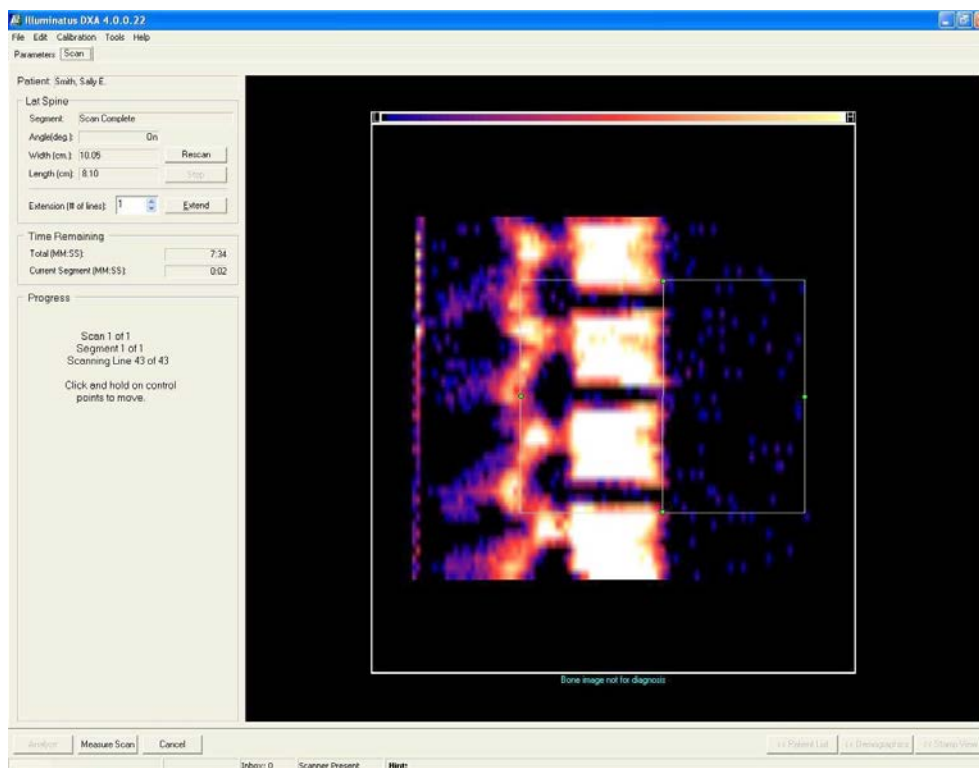 Illuminatus DXA 4.0.0.22
File Edit Calibration Tools Help
Parameters Scan
Patient: Smith, Sally E.
Lat Spine
Segment: Scan Complete
Angle(deg.): On
Width (cm.): 10.05 Rescan
Length (cm): 8.10 Stop
Extension (# of lines): 1 Extend
Time Remaining
Total (MM:SS): 7:34
Current Segment (MM:SS): 0:02
Progress
Scan 1 of 1
Segment 1 of 1
Scanning Line 43 of 43
Click and hold on control
points to move.
L H
Bone image not for diagnosis
Analyze Measure Scan Cancel << Patient List << Demographics << Stamp View
Inbox: 0 Scanner Present Hint: